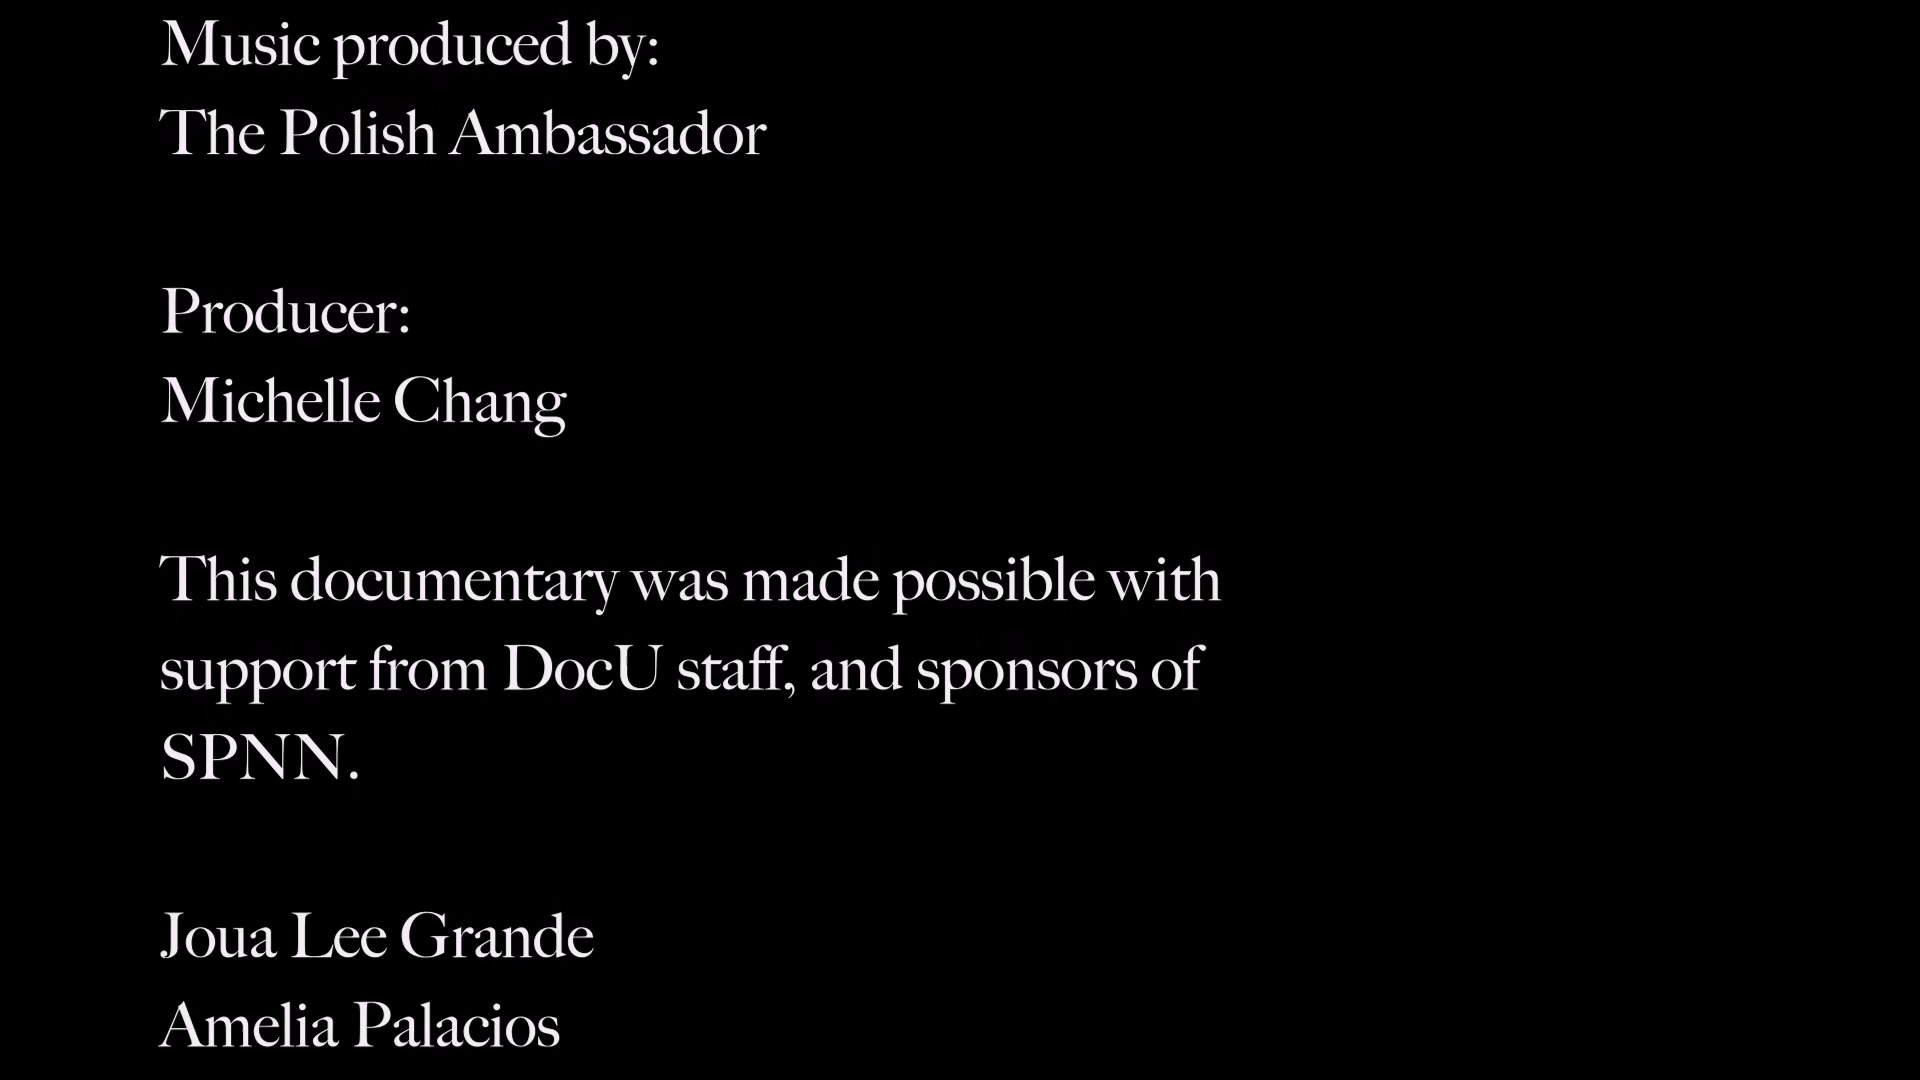 Music produced by:
The Polish Ambassador
Producer:
Michelle Chang
This documentary was made possible with
support from DocU staff, and sponsors of
SPNN.
Joua Lee Grande
Amelia Palacios